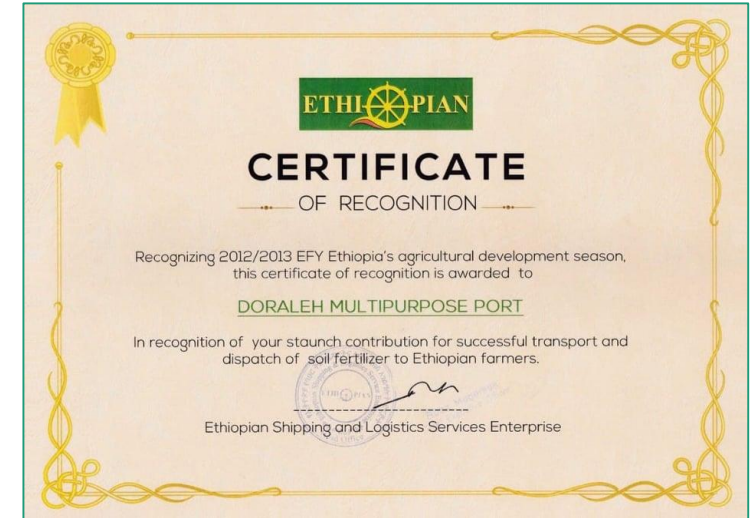 ETHIOPIAN
CERTIFICATE
OF RECOGNITION
Recognizing 2012/2013 EFY Ethiopia's agricultural development season,
this certificate of recognition is awarded to
DORALEH MULTIPURPOSE PORT
In recognition of your staunch contribution for successful transport and
dispatch of soil fertilizer to Ethiopian farmers.
Ethiopian Shipping and Logistics Services Enterprise